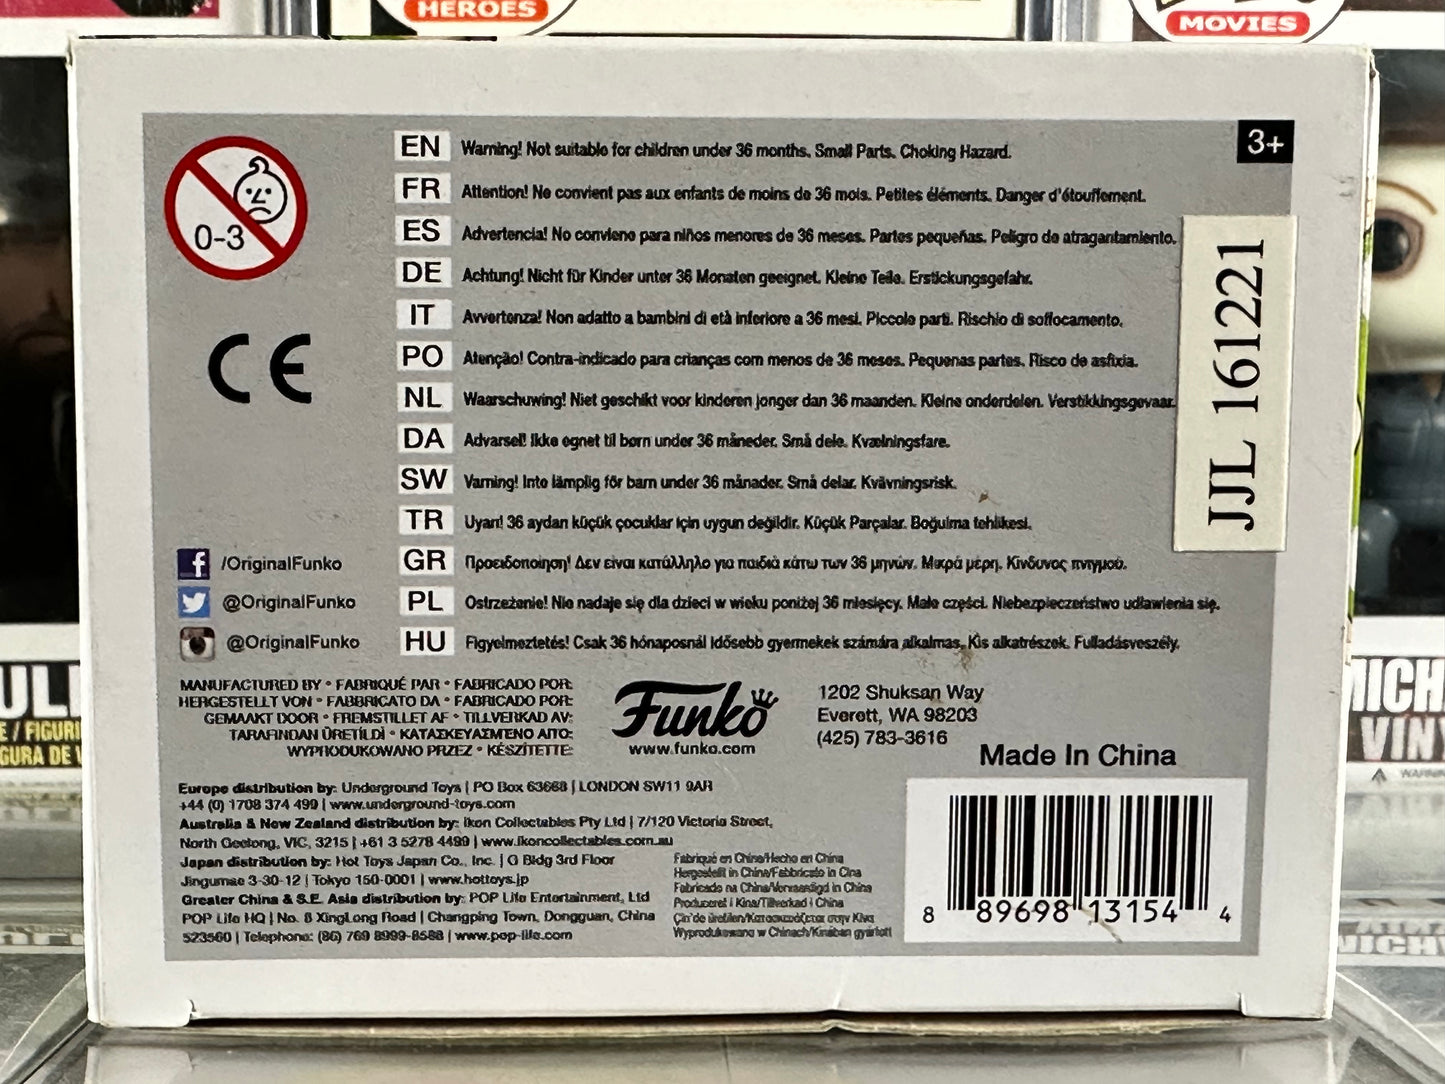 HEROES
MOVIES
3+
0-3
CE
EN Warning! Not suitable for children under 36 months. Small Parts. Choking Hazard.
FR Attention! Ne convient pas aux enfants de moins de 36 mois. Petites éléments. Danger d'étouffement.
ES Advertencia! No conviene para niños menores de 36 meses. Partes pequeñas. Peligro de atragantamiento.
DE Achtung! Nicht für Kinder unter 36 Monaten geeignet. Kleine Teile. Erstickungsgefahr.
IT Avvertenza! Non adatto a bambini di età inferiore a 36 mesi. Piccole parti. Rischio di soffocamento.
PO Atenção! Contra-indicado para crianças com menos de 36 meses. Pequenas partes. Risco de asfixia.
NL Waarschuwing! Niet geschikt voor kinderen jonger dan 36 maanden. Kleine onderdelen. Verstikkingsgevaar.
DA Advarsel! Ikke egnet til børn under 36 måneder. Små dele. Kvælningsfare.
SW Varning! Inte lämplig för barn under 36 månader. Små delar. Kvävningsrisk.
TR Uyarı! 36 aydan küçük çocuklar için uygun değildir. Küçük Parçalar. Boğulma tehlikesi.
GR Προειδοποίηση! Δεν είναι κατάλληλο για παιδιά κάτω των 36 μηνών. Μικρά μέρη. Κίνδυνος πνιγμού.
PL Ostrzeżenie! Nie nadaje się dla dzieci w wieku poniżej 36 miesięcy. Małe części. Niebezpieczeństwo udławienia się.
HU Figyelmeztetés! Csak 36 hónaposnál idősebb gyermekek számára alkalmas. Kis alkatrészek. Fulladásveszély.
JJL 161221
f /OriginalFunko
@OriginalFunko
@OriginalFunko
MANUFACTURED BY • FABRIQUÉ PAR • FABRICADO POR:
HERGESTELLT VON • FABBRICATO DA • FABRICADO POR:
GEMAAKT DOOR • FREMSTILLET AF • TILLVERKAD AV:
TARAFINDAN ÜRETİLDİ • ΚΑΤΑΣΚΕΥΑΣΜΕΝΟ ΑΠΟ:
WYPRODUKOWANO PRZEZ • KÉSZÍTETTE:
Funko
www.funko.com
1202 Shuksan Way
Everett, WA 98203
(425) 783-3616
Made In China
Europe distribution by: Underground Toys | PO Box 63668 | LONDON SW11 9AR
+44 (0) 1708 374 499 | www.underground-toys.com
Australia & New Zealand distribution by: Ikon Collectables Pty Ltd | 7/120 Victoria Street,
North Geelong, VIC, 3215 | +61 3 5278 4499 | www.ikoncollectables.com.au
Japan distribution by: Hot Toys Japan Co., Inc. | G Bldg 3rd Floor
Jingumae 3-30-12 | Tokyo 150-0001 | www.hottoys.jp
Greater China & S.E. Asia distribution by: POP Life Entertainment, Ltd
POP Life HQ | No. 8 XingLong Road | Changping Town, Dongguan, China
523560 | Telephone: (86) 769 8999-8588 | www.pop-life.com
Fabriqué en Chine/Hecho en China
Hergestellt in China/Fabbricato in Cina
Fabricado na China/Vervaardigd in China
Produceret i Kina/Tillverkad i China
Çin'de üretilen/Κατασκευάζεται στην Κίνα
Wyprodukowano w Chinach/Kínában gyártott
8 89698 13154 4
MICH
VINY